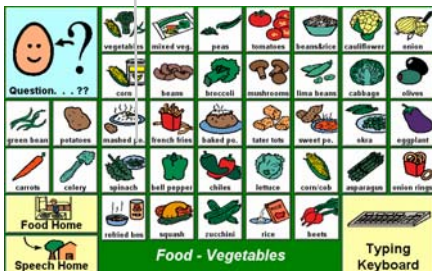 vegetables mixed veg. peas tomatoes beans&rice cauliflower onion
Question. . . ?? corn beans broccoli mushrooms lima beans cabbage olives
green bean potatoes mashed po. french fries baked po. tater tots sweet po. okra eggplant
carrots celery spinach bell pepper chiles lettuce corn/cob asparagus onion rings
Food Home refried bns squash zucchini rice beets
Speech Home Food - Vegetables Typing
Keyboard